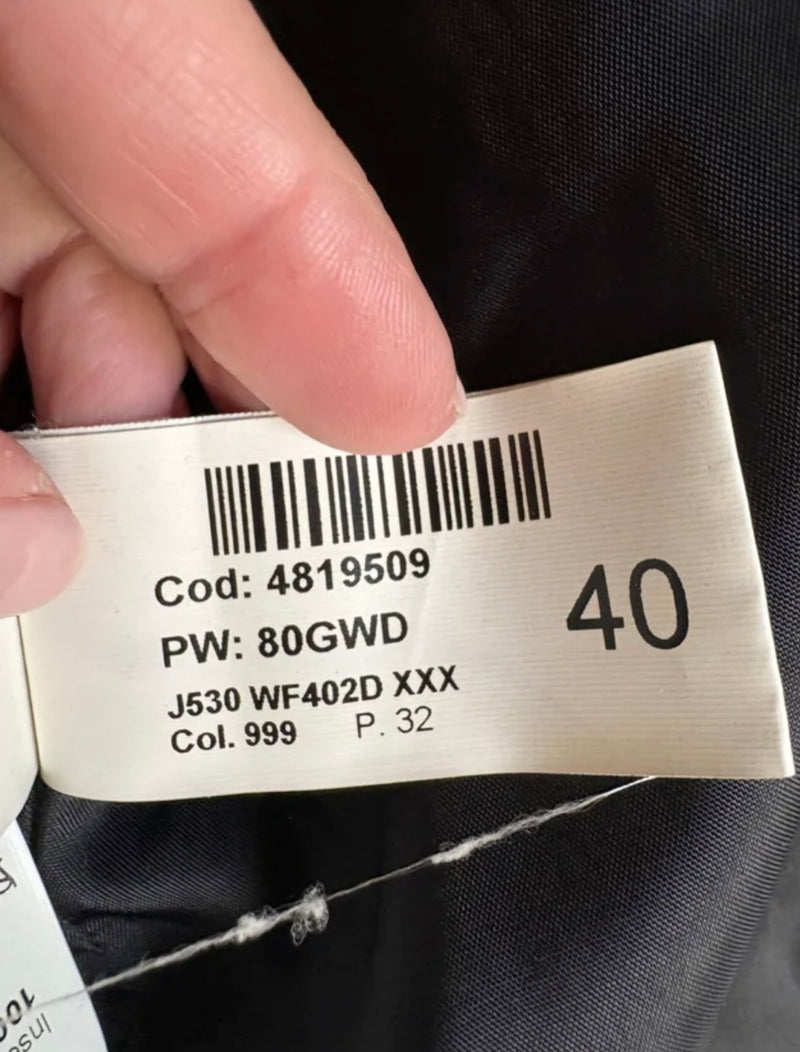 Cod: 4819509
PW: 80GWD
J530 WF402D XXX
Col. 999 P. 32
40